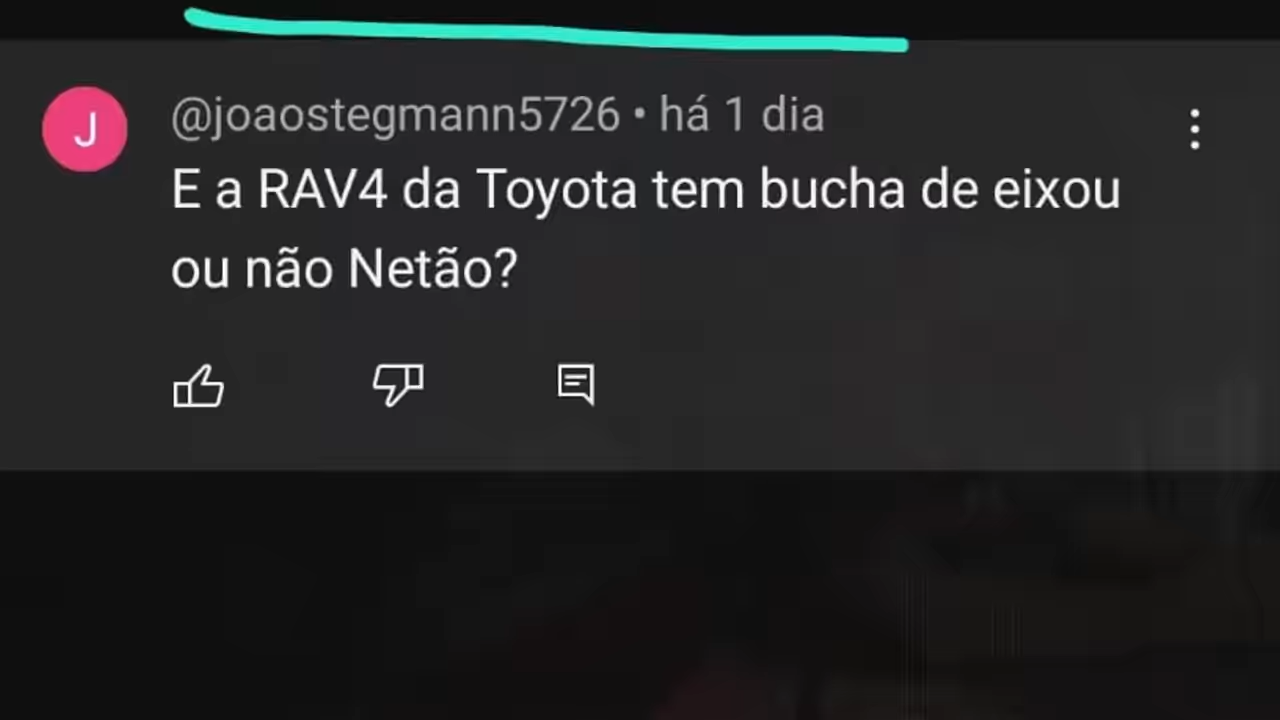 J
@joaostegmann5726 • há 1 dia
E a RAV4 da Toyota tem bucha de eixou
ou não Netão?